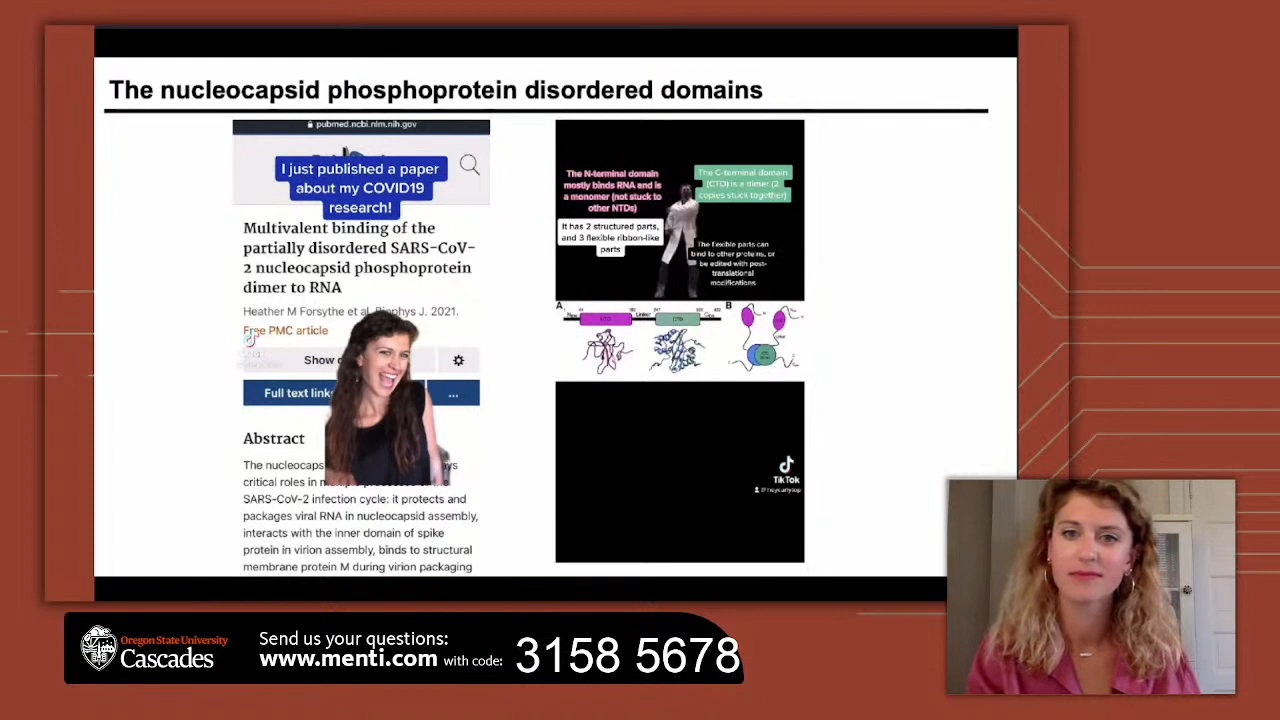 The nucleocapsid phosphoprotein disordered domains
pubmed.ncbi.nlm.nih.gov
I just published a paper
about my COVID19
research!
Multivalent binding of the
partially disordered SARS-CoV-
2 nucleocapsid phosphoprotein
dimer to RNA
Heather M Forsythe et al. Biophys J. 2021.
Free PMC article
Show
Full text links
...
Abstract
The nucleocaps
critical roles in
SARS-CoV-2 infection cycle: it protects and
packages viral RNA in nucleocapsid assembly,
interacts with the inner domain of spike
protein in virion assembly, binds to structural
membrane protein M during virion packaging
The N-terminal domain
mostly binds RNA and is
a monomer (not stuck to
other NTDs)
It has 2 structured parts,
and 3 flexible ribbon-like
parts
The C-terminal domain
(CTD) is a dimer (2
copies stuck together)
The flexible parts can
bind to other proteins, or
be edited with post-
translational
modifications
A
Linker
B
TikTok
Oregon State University
Cascades
Send us your questions:
www.menti.com with code:
3158 5678